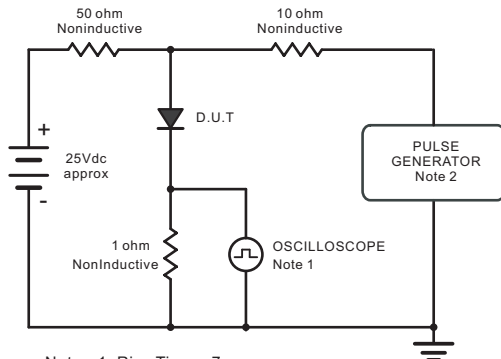 50 ohm
Noninductive
10 ohm
Noninductive
D.U.T
+
25Vdc
approx
-
PULSE
GENERATOR
Note 2
1 ohm
NonInductive
OSCILLOSCOPE
Note 1